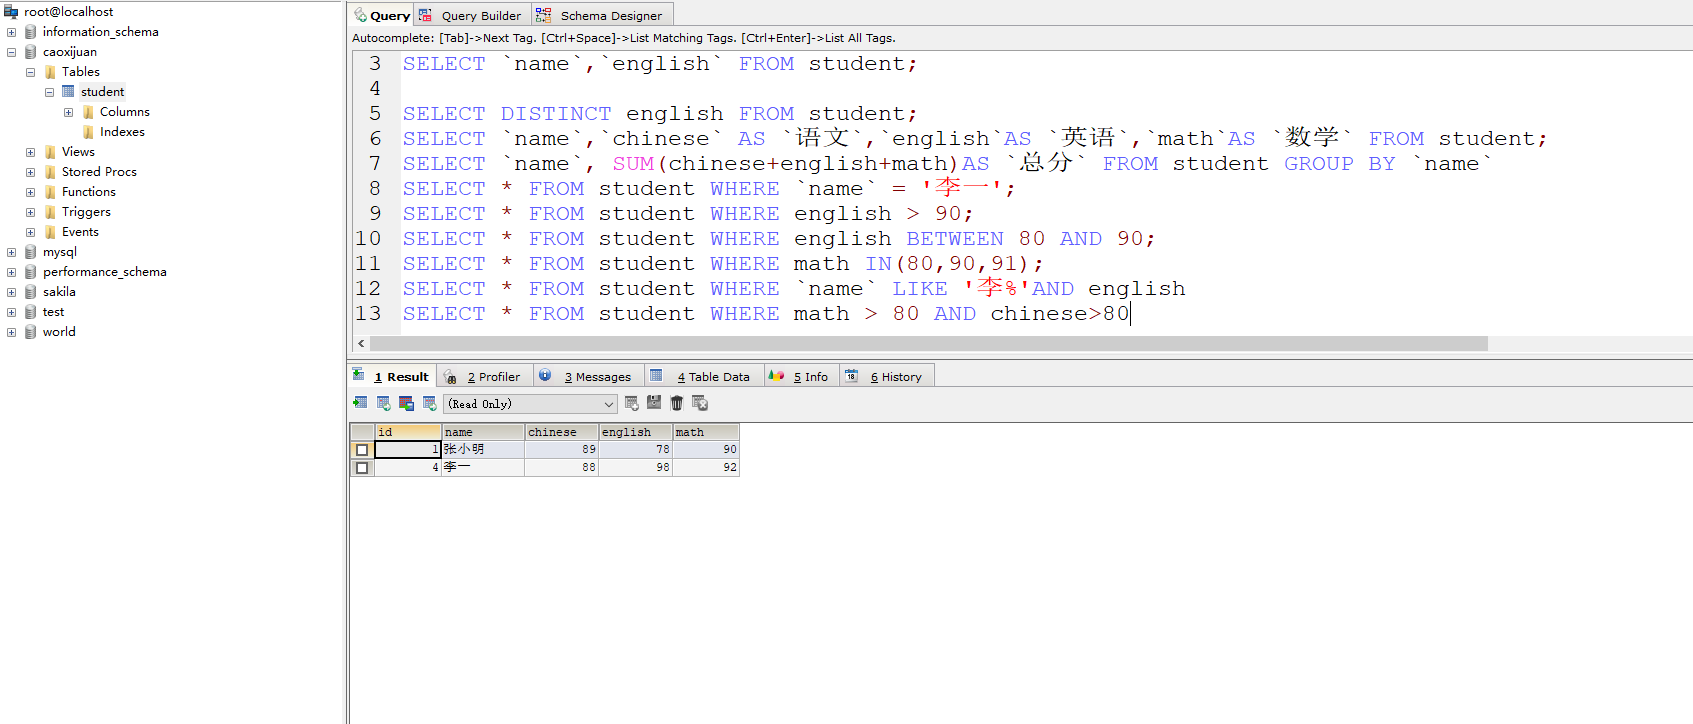 root@localhost
information_schema
caoxijuan
Tables
student
Columns
Indexes
Views
Stored Procs
Functions
Triggers
Events
mysql
performance_schema
sakila
test
world
Query Query Builder Schema Designer
Autocomplete: [Tab]->Next Tag. [Ctrl+Space]->List Matching Tags. [Ctrl+Enter]->List All Tags.
3 SELECT `name`,`english` FROM student;
4
5 SELECT DISTINCT english FROM student;
6 SELECT `name`,`chinese` AS `语文`,`english`AS `英语`,`math`AS `数学` FROM student;
7 SELECT `name`, SUM(chinese+english+math)AS `总分` FROM student GROUP BY `name`
8 SELECT * FROM student WHERE `name` = '李一';
9 SELECT * FROM student WHERE english > 90;
10 SELECT * FROM student WHERE english BETWEEN 80 AND 90;
11 SELECT * FROM student WHERE math IN(80,90,91);
12 SELECT * FROM student WHERE `name` LIKE '李%'AND english
13 SELECT * FROM student WHERE math > 80 AND chinese>80
1 Result 2 Profiler 3 Messages 4 Table Data 5 Info 6 History
(Read Only)
id name chinese english math
1 张小明 89 78 90
4 李一 88 98 92